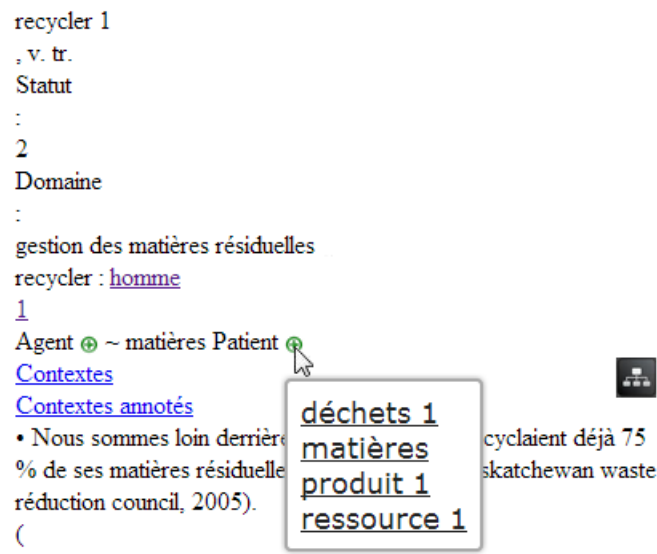 recycler 1
, v. tr.
Statut
:
2
Domaine
:
gestion des matières résiduelles
recycler : homme
1
Agent ~ matières Patient
Contextes
Contextes annotés
• Nous sommes loin derrière cyclaient déjà 75
% de ses matières résiduelle skatchewan waste
réduction council, 2005).
(
déchets 1
matières
produit 1
ressource 1